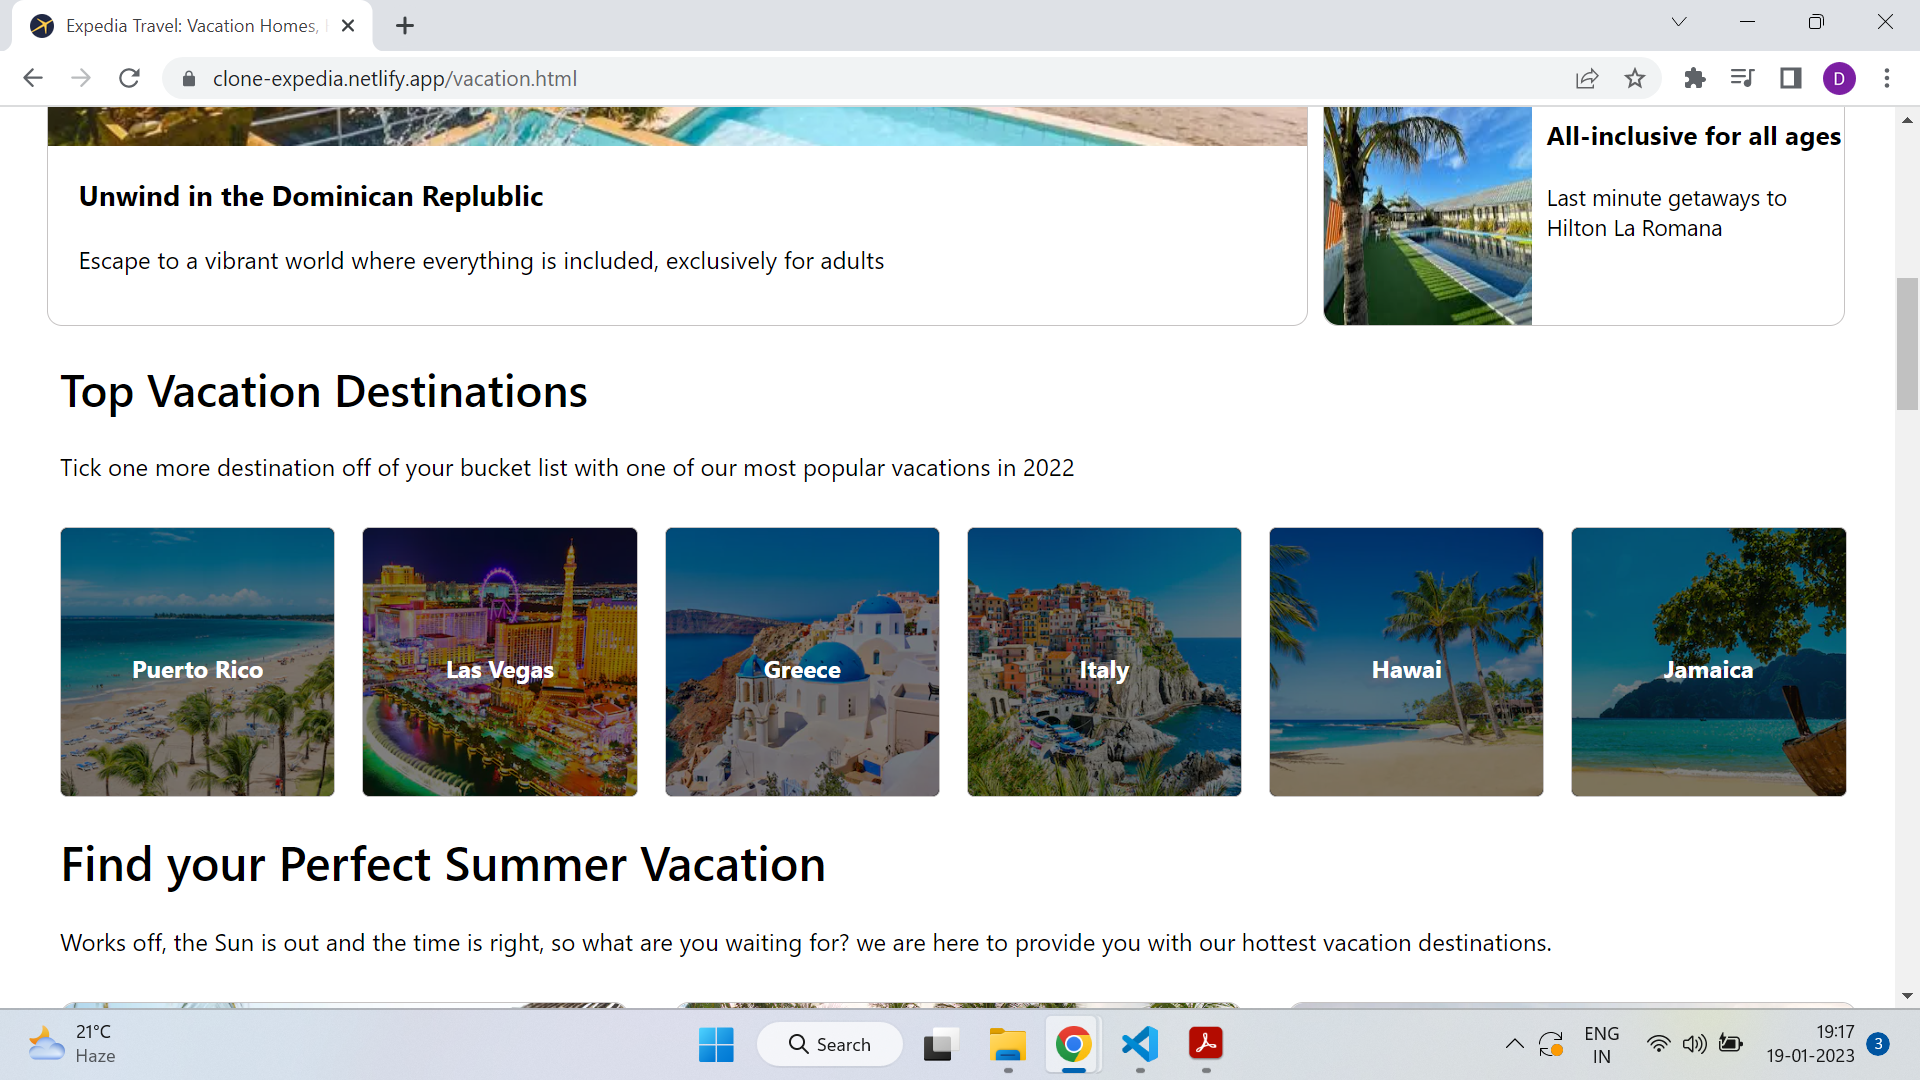 Expedia Travel: Vacation Homes,
clone-expedia.netlify.app/vacation.html
D
Unwind in the Dominican Replublic
Escape to a vibrant world where everything is included, exclusively for adults
All-inclusive for all ages
Last minute getaways to
Hilton La Romana
Top Vacation Destinations
Tick one more destination off of your bucket list with one of our most popular vacations in 2022
Puerto Rico
Las Vegas
Greece
Italy
Hawai
Jamaica
Find your Perfect Summer Vacation
Works off, the Sun is out and the time is right, so what are you waiting for? we are here to provide you with our hottest vacation destinations.
21°C
Haze
Search
ENG
IN
19:17
19-01-2023
3